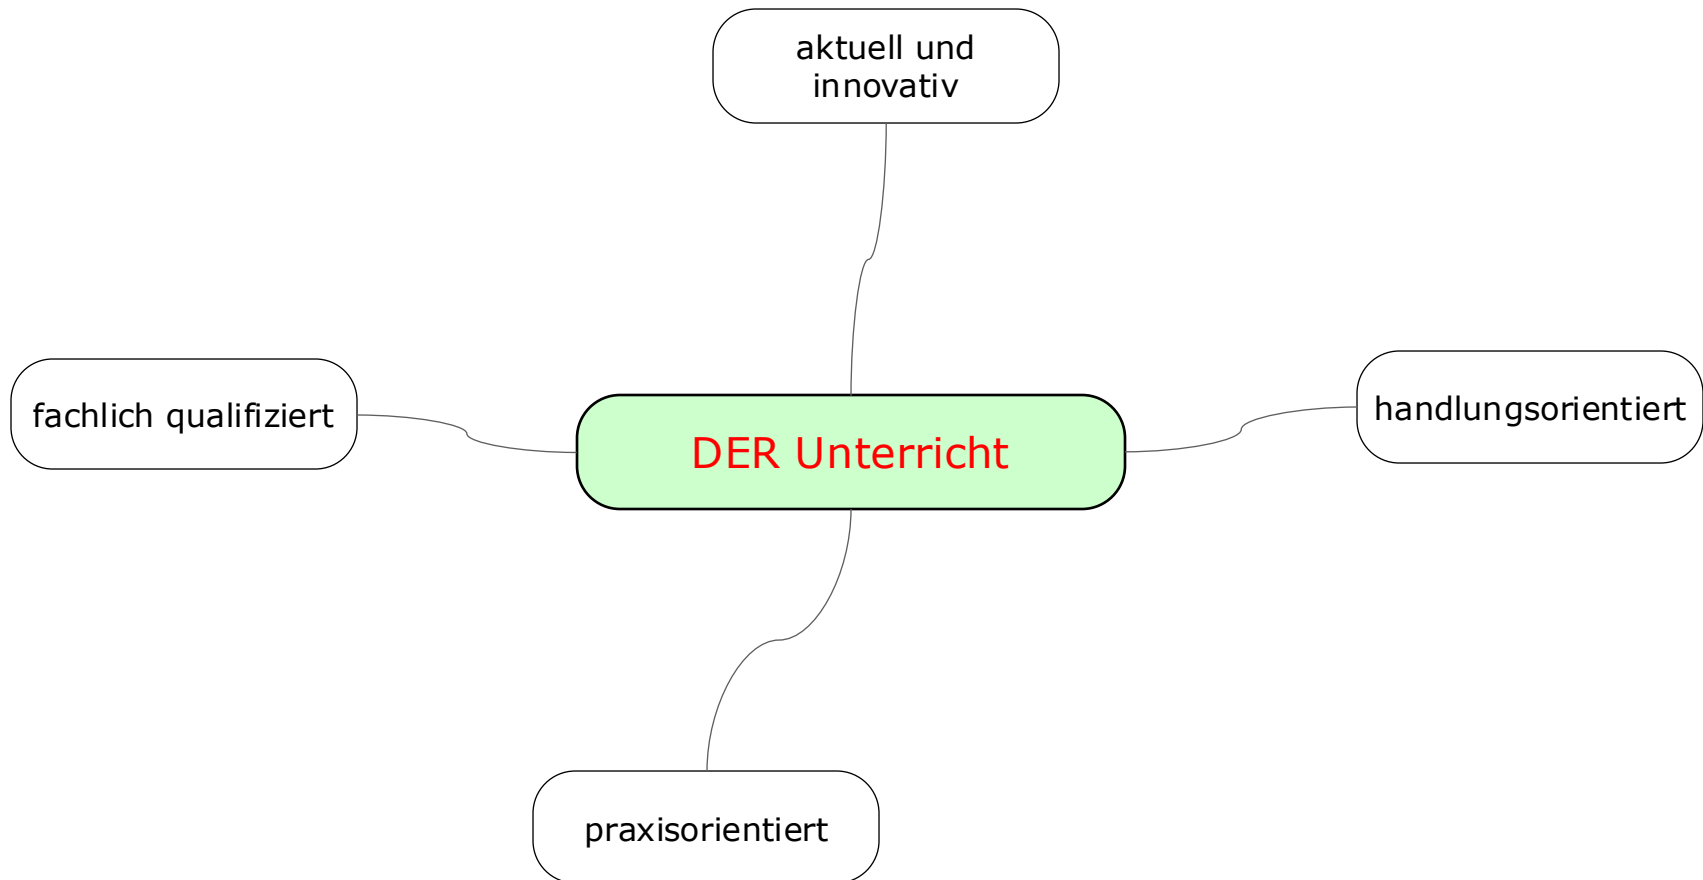 aktuell und
innovativ
fachlich qualifiziert
DER Unterricht
handlungsorientiert
praxisorientiert